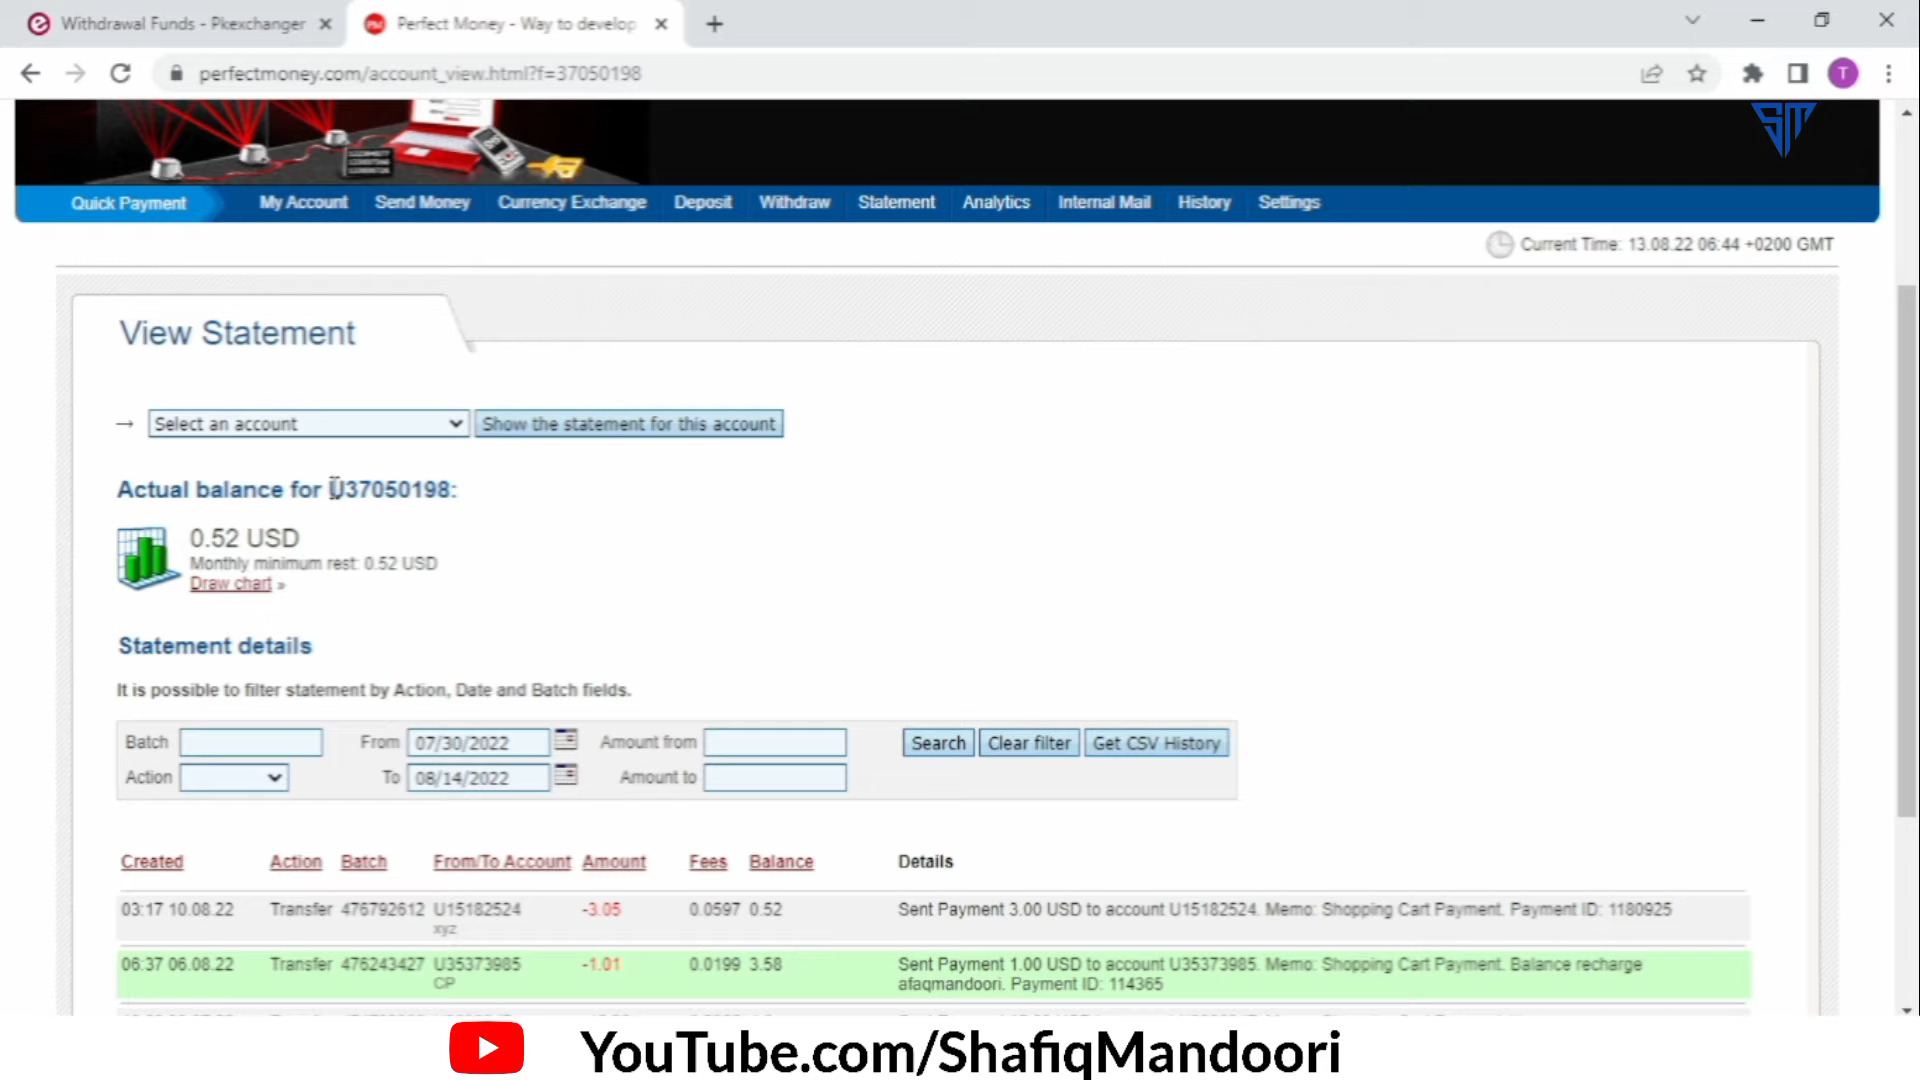 Withdrawal Funds - Pkexchanger
Perfect Money - Way to develop
perfectmoney.com/account_view.html?f=37050198
T
SM
Quick Payment My Account Send Money Currency Exchange Deposit Withdraw Statement Analytics Internal Mail History Settings
Current Time: 13.08.22 06:44 +0200 GMT
View Statement
→ Select an account Show the statement for this account
Actual balance for U37050198:
0.52 USD
Monthly minimum rest: 0.52 USD
Draw chart »
Statement details
It is possible to filter statement by Action, Date and Batch fields.
Batch From 07/30/2022 Amount from Search Clear filter Get CSV History
Action To 08/14/2022 Amount to
Created Action Batch From/To Account Amount Fees Balance Details
03:17 10.08.22 Transfer 476792612 U15182524 -3.05 0.0597 0.52 Sent Payment 3.00 USD to account U15182524. Memo: Shopping Cart Payment. Payment ID: 1180925
xyz
06:37 06.08.22 Transfer 476243427 U35373985 -1.01 0.0199 3.58 Sent Payment 1.00 USD to account U35373985. Memo: Shopping Cart Payment. Balance recharge
CP afaqmandoori. Payment ID: 114365
YouTube.com/ShafiqMandoori